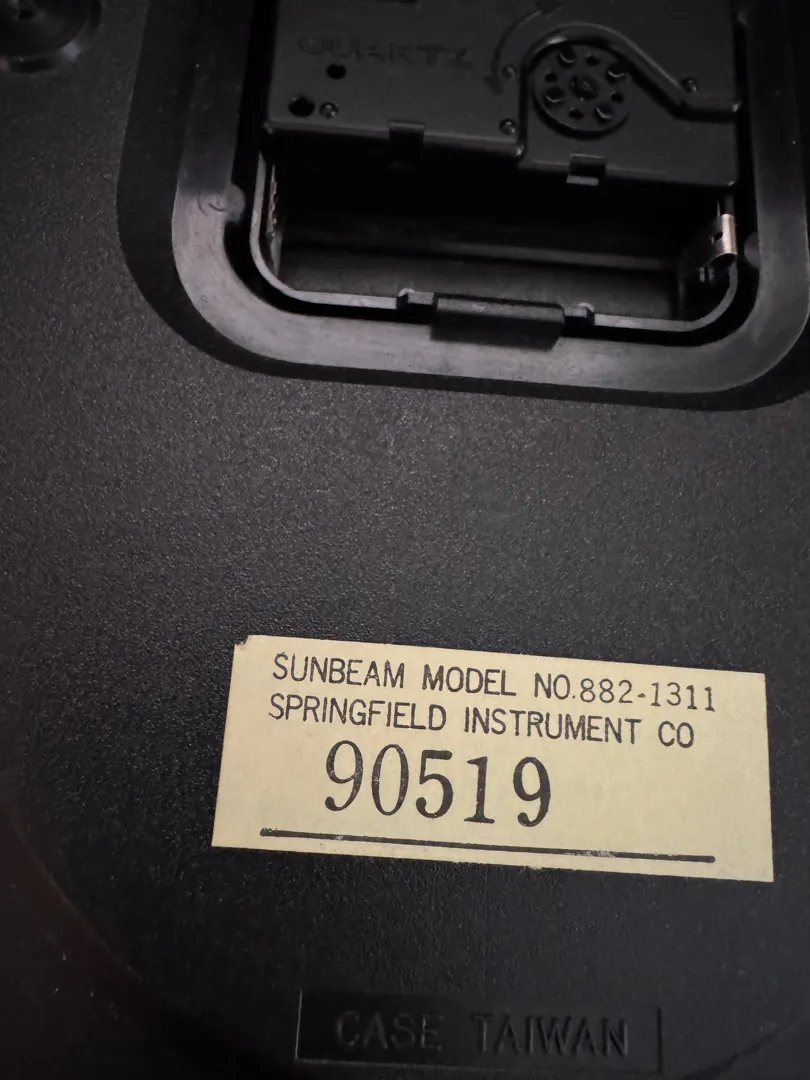 QUARTZ
SUNBEAM MODEL NO.882-1311
SPRINGFIELD INSTRUMENT CO
90519
CASE TAIWAN